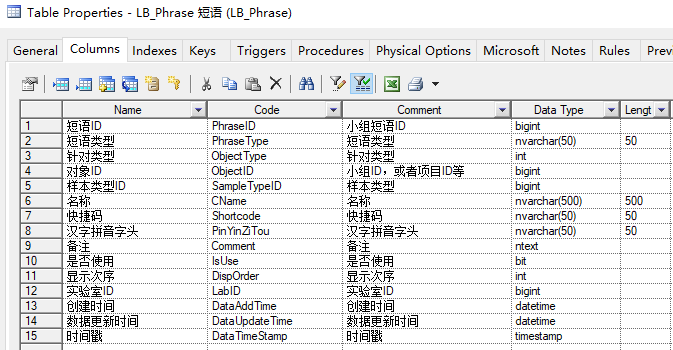 Table Properties - LB_Phrase 短语 (LB_Phrase)
General Columns Indexes Keys Triggers Procedures Physical Options Microsoft Notes Rules Previ
Name Code Comment Data Type Lengt
1 短语ID PhraseID 小组短语ID bigint
2 短语类型 PhraseType 短语类型 nvarchar(50) 50
3 针对类型 ObjectType 针对类型 int
4 对象ID ObjectID 小组ID，或者项目ID等 bigint
5 样本类型ID SampleTypeID 样本类型 bigint
6 名称 CName 名称 nvarchar(500) 500
7 快捷码 Shortcode 快捷码 nvarchar(50) 50
8 汉字拼音字头 PinYinZiTou 汉字拼音字头 nvarchar(50) 50
9 备注 Comment 备注 ntext
10 是否使用 IsUse 是否使用 bit
11 显示次序 DispOrder 显示次序 int
12 实验室ID LabID 实验室ID bigint
13 创建时间 DataAddTime 创建时间 datetime
14 数据更新时间 DataUpdateTime 数据更新时间 datetime
15 时间戳 DataTimeStamp 时间戳 timestamp